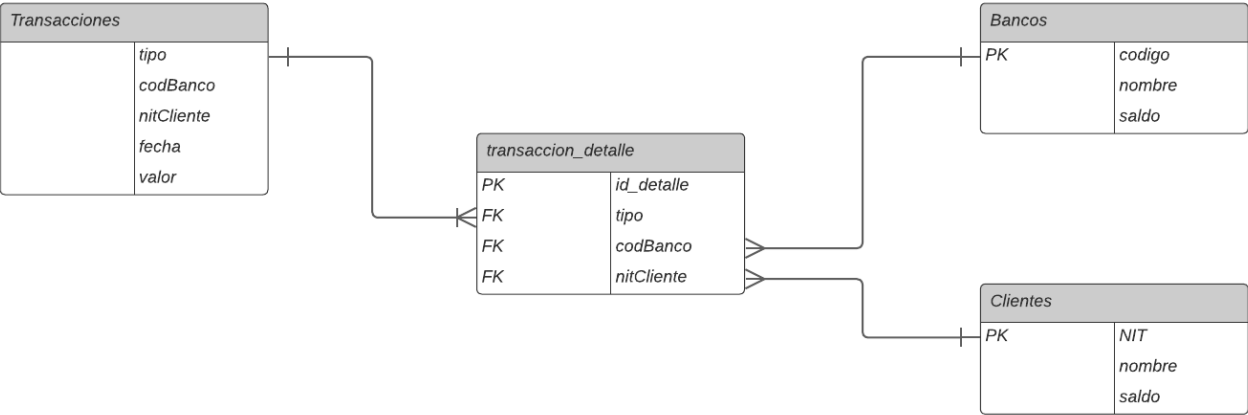 Transacciones
tipo
codBanco
nitCliente
fecha
valor
transaccion_detalle
PK id_detalle
FK tipo
FK codBanco
FK nitCliente
Bancos
PK codigo
nombre
saldo
Clientes
PK NIT
nombre
saldo